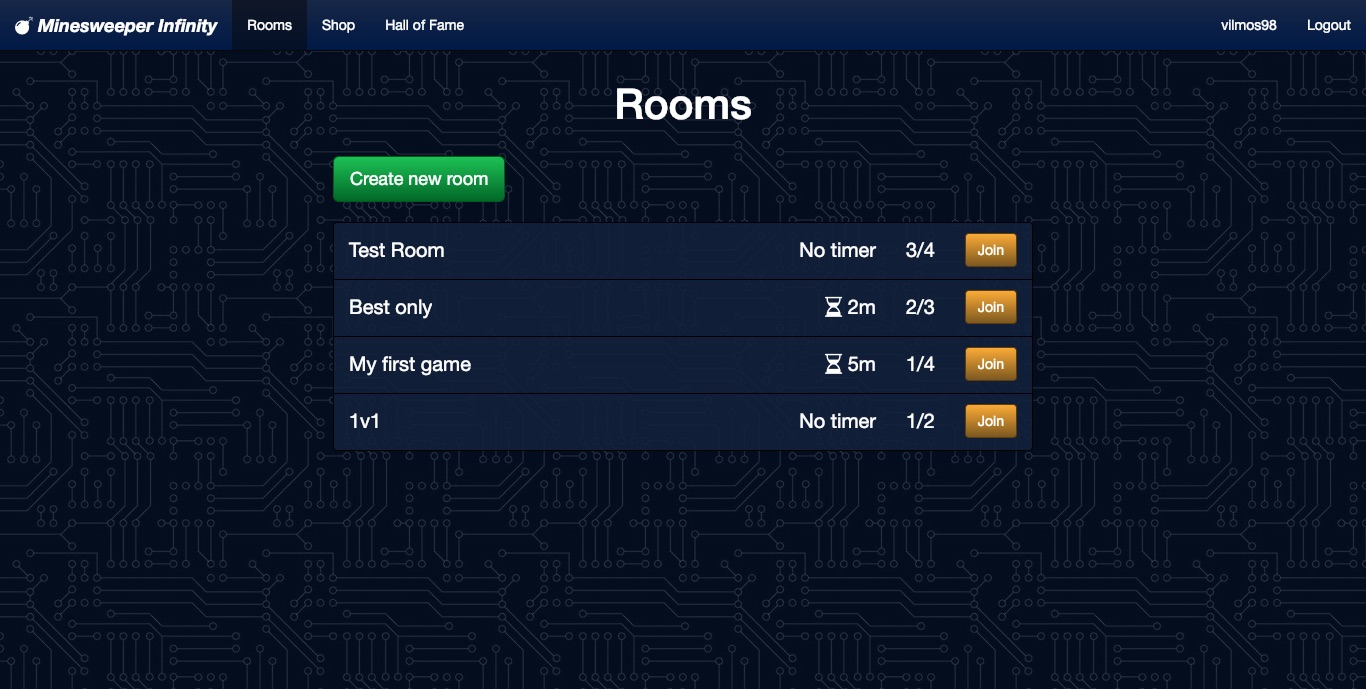 Minesweeper Infinity Rooms Shop Hall of Fame vilmos98 Logout
Rooms
Create new room
Test Room No timer 3/4 Join
Best only 2m 2/3 Join
My first game 5m 1/4 Join
1v1 No timer 1/2 Join